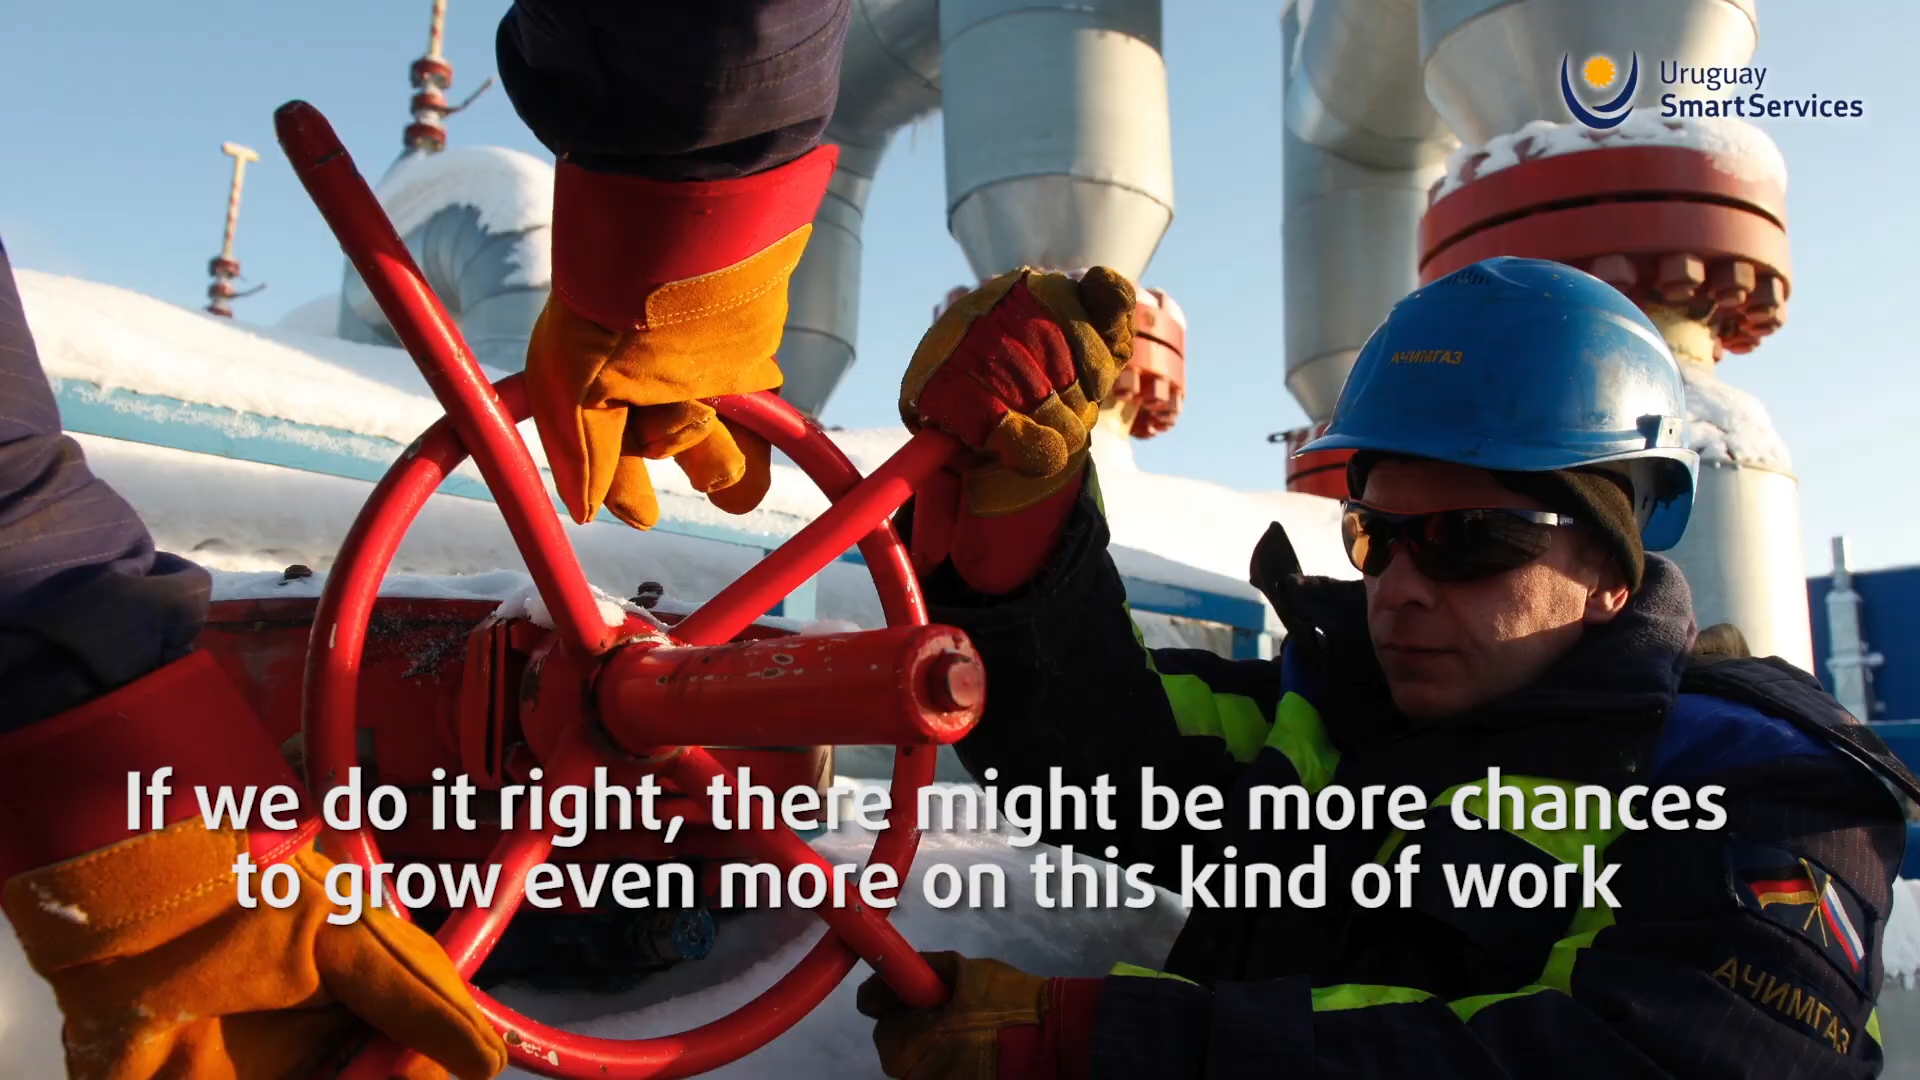 Uruguay
SmartServices
АЧИМГАЗ
If we do it right, there might be more chances
to grow even more on this kind of work
АЧИМГАЗ